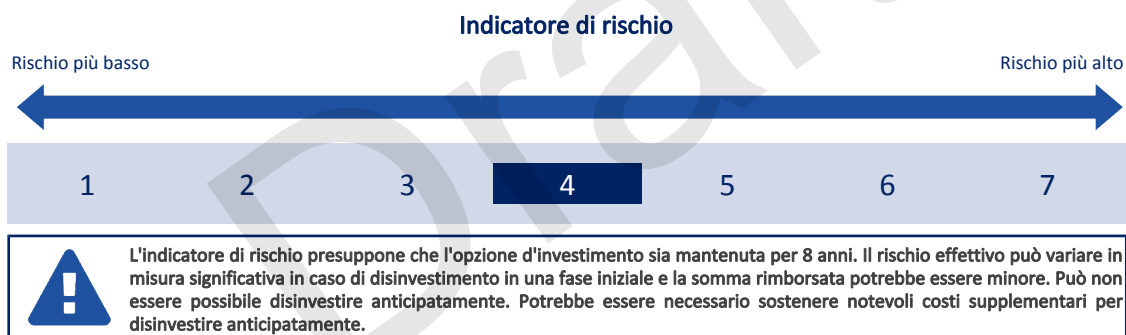 Indicatore di rischio
Rischio più basso
Rischio più alto
1 2 3 4 5 6 7
L'indicatore di rischio presuppone che l'opzione d'investimento sia mantenuta per 8 anni. Il rischio effettivo può variare in
misura significativa in caso di disinvestimento in una fase iniziale e la somma rimborsata potrebbe essere minore. Può non
essere possibile disinvestire anticipatamente. Potrebbe essere necessario sostenere notevoli costi supplementari per
disinvestire anticipatamente.